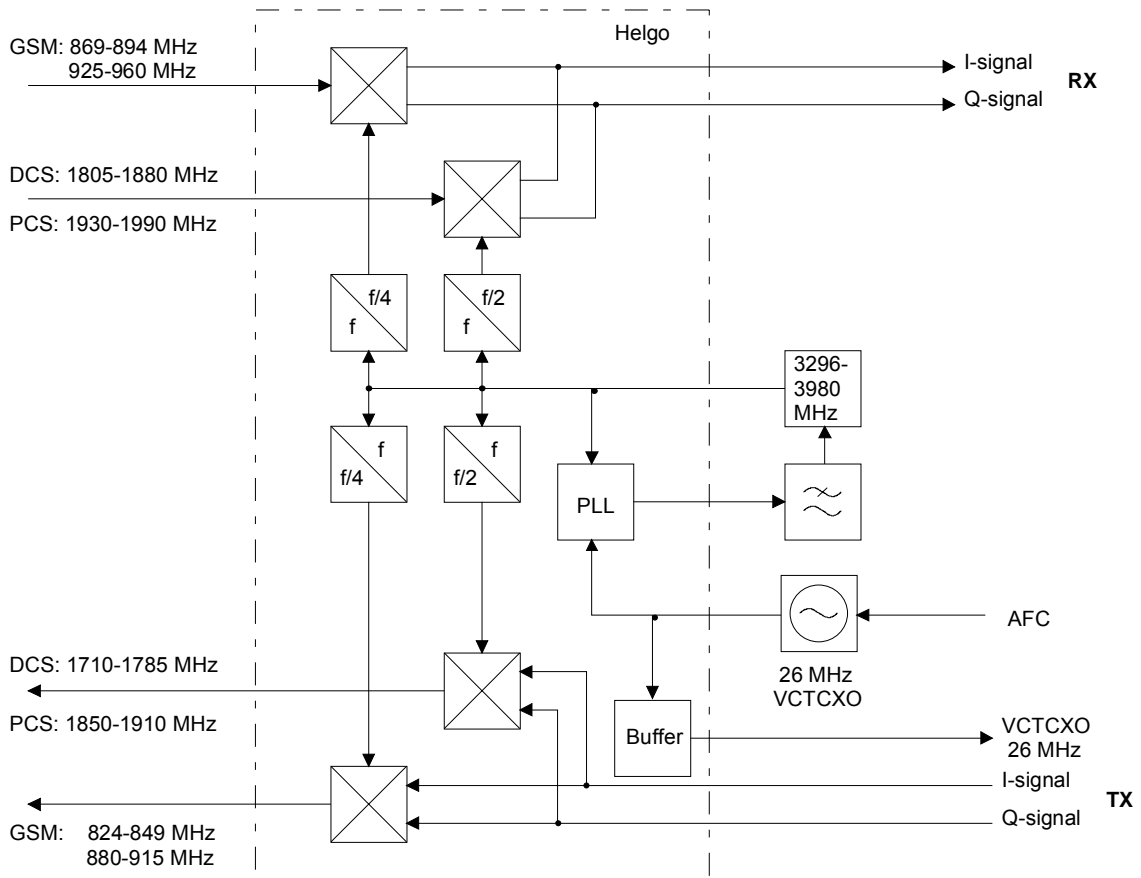 Helgo
GSM: 869-894 MHz
925-960 MHz
I-signal
RX
Q-signal
DCS: 1805-1880 MHz
PCS: 1930-1990 MHz
f/4
f
f/2
f
3296-
3980
MHz
f
f/4
f
f/2
PLL
AFC
26 MHz
VCTCXO
DCS: 1710-1785 MHz
PCS: 1850-1910 MHz
Buffer
VCTCXO
26 MHz
I-signal
TX
Q-signal
GSM: 824-849 MHz
880-915 MHz